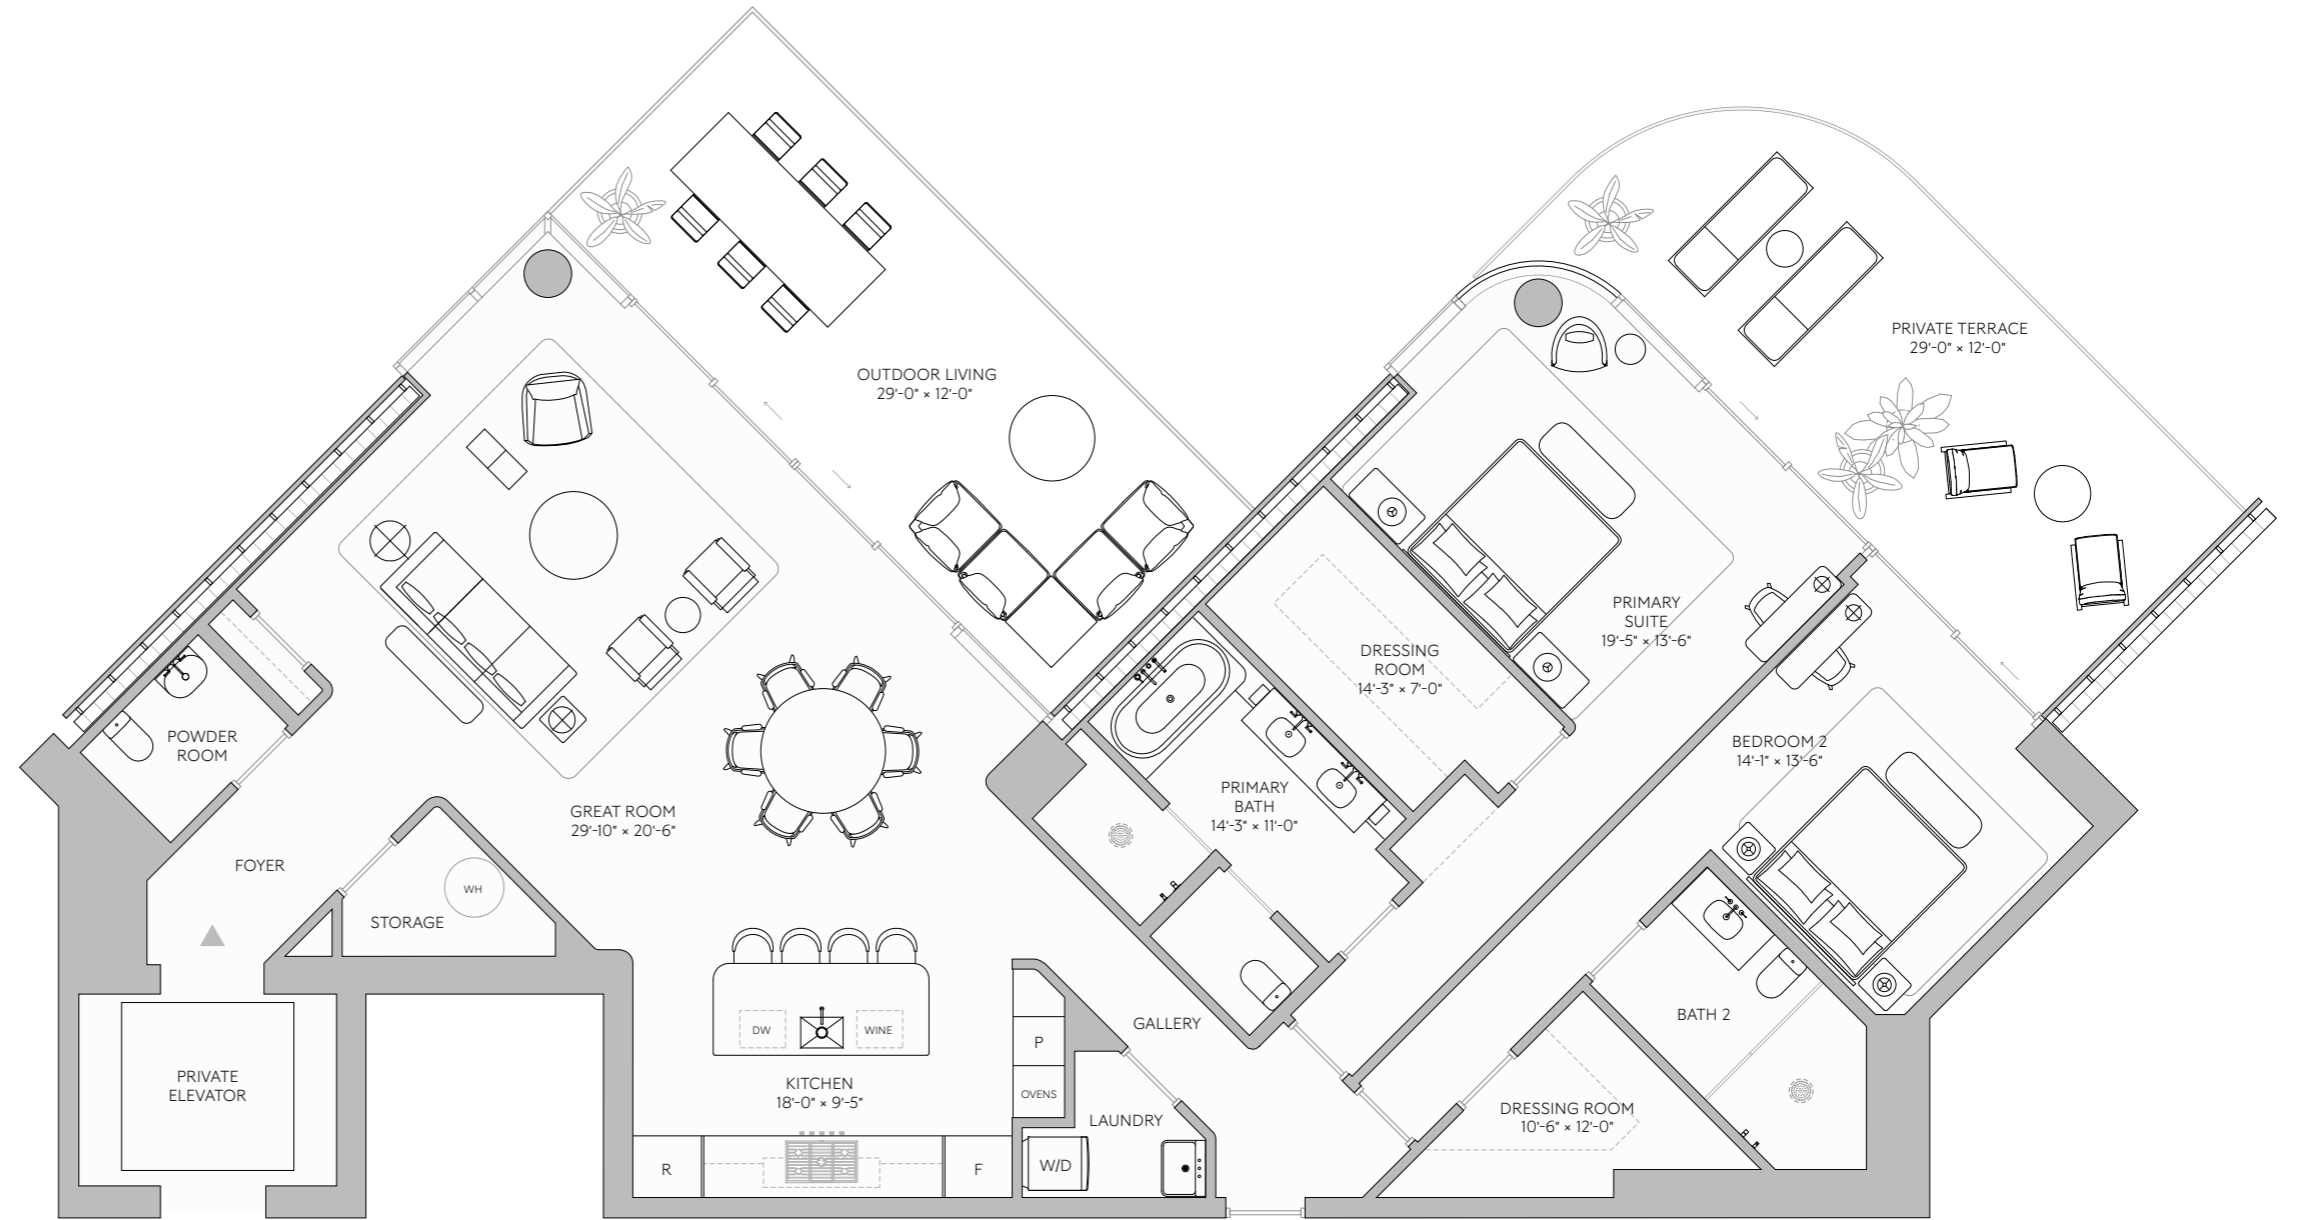 PRIVATE TERRACE
29'-0" × 12'-0"
OUTDOOR LIVING
29'-0" × 12'-0"
PRIMARY
SUITE
19'-5" × 13'-6"
DRESSING
ROOM
14'-3" × 7'-0"
POWDER
ROOM
BEDROOM 2
14'-1" × 13'-6"
PRIMARY
BATH
14'-3" × 11'-0"
GREAT ROOM
29'-10" × 20'-6"
FOYER
WH
STORAGE
BATH 2
GALLERY
DW
WINE
P
PRIVATE
ELEVATOR
KITCHEN
18'-0" × 9'-5"
OVENS
LAUNDRY
DRESSING ROOM
10'-6" × 12'-0"
R
F
W/D